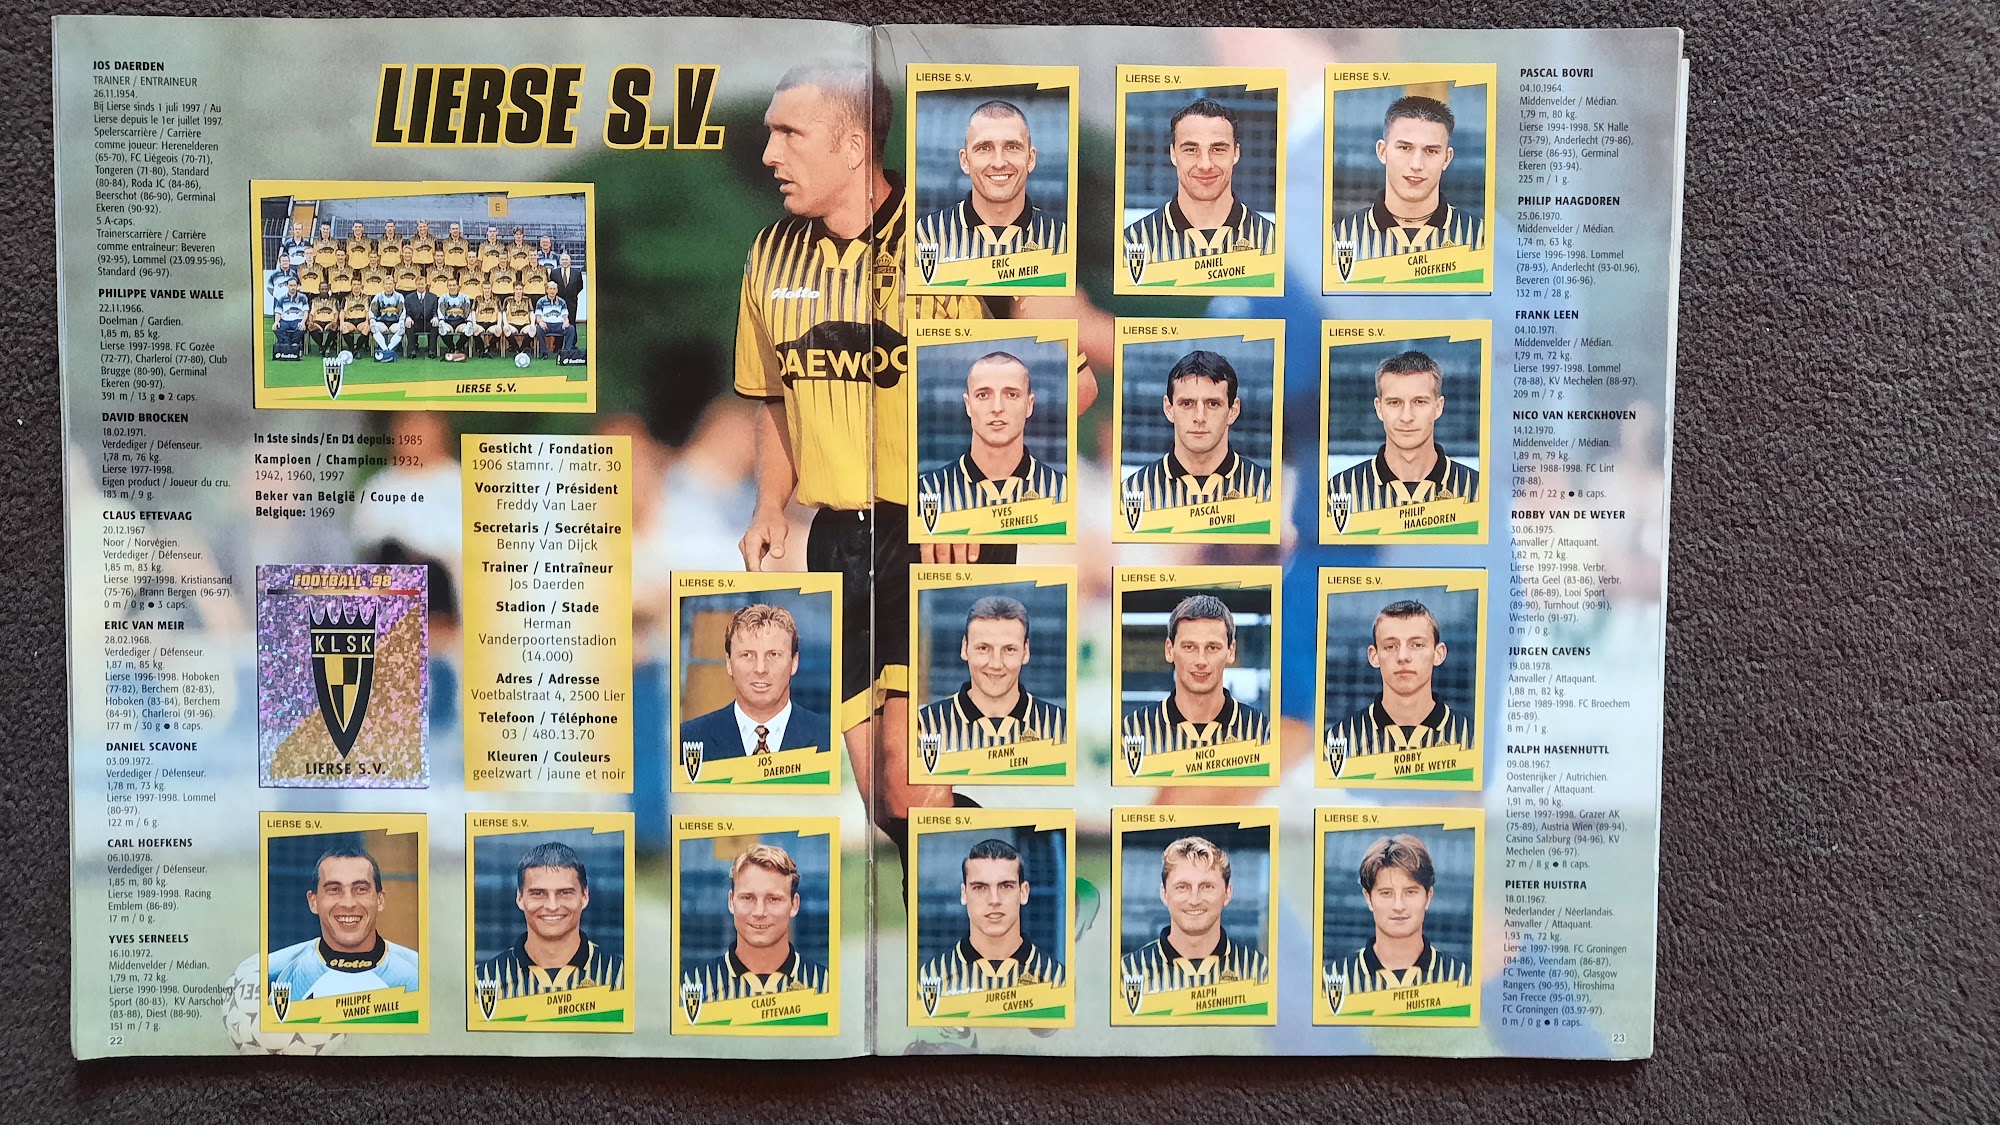 JOS DAERDEN
TRAINER / ENTRAINEUR
26.11.1954.
Bij Lierse sinds 1 juli 1997 / Au
Lierse depuis le 1er juillet 1997.
Spelerscarrière / Carrière
comme joueur: Herenelderen
(65-70), FC Liégeois (70-71),
Tongeren (71-80), Standard
(80-84), Roda JC (84-86),
Beerschot (86-90), Germinal
Ekeren (90-92).
5 A-caps.
Trainerscarrière / Carrière
comme entraîneur: Beveren
(92-95), Lommel (23.09.95-96),
Standard (96-97).
PHILIPPE VANDE WALLE
22.11.1966.
Doelman / Gardien.
1,85 m, 85 kg.
Lierse 1997-1998. FC Gozée
(72-77), Charleroi (77-80), Club
Brugge (80-90), Germinal
Ekeren (90-97).
391 m / 13 g ● 2 caps.
DAVID BROCKEN
18.02.1971.
Verdediger / Défenseur.
1,78 m, 76 kg.
Lierse 1977-1998.
Eigen product / Joueur du cru.
183 m / 9 g.
CLAUS EFTEVAAG
20.12.1967
Noor / Norvégien.
Verdediger / Défenseur.
1,85 m, 83 kg.
Lierse 1997-1998. Kristiansand
(75-76), Brann Bergen (96-97).
0 m / 0 g ● 3 caps.
ERIC VAN MEIR
28.02.1968.
Verdediger / Défenseur.
1,87 m, 85 kg.
Lierse 1996-1998. Hoboken
(77-82), Berchem (82-83),
Hoboken (83-84), Berchem
(84-91), Charleroi (91-96).
177 m / 30 g ● 8 caps.
DANIEL SCAVONE
03.09.1972.
Verdediger / Défenseur.
1,78 m, 73 kg.
Lierse 1997-1998. Lommel
(80-97).
122 m / 6 g.
CARL HOEFKENS
06.10.1978.
Verdediger / Défenseur.
1,85 m, 80 kg.
Lierse 1989-1998. Racing
Emblem (86-89).
17 m / 0 g.
YVES SERNEELS
16.10.1972.
Middenvelder / Médian.
1,79 m, 72 kg.
Lierse 1990-1998. Ourodenberg
Sport (80-83), KV Aarschot
(83-88), Diest (88-90).
151 m / 7 g.
22
LIERSE S.V.
E
lotto
LIERSE S.V.
In 1ste sinds/En D1 depuis: 1985
Kampioen / Champion: 1932,
1942, 1960, 1997
Beker van België / Coupe de
Belgique: 1969
Gesticht / Fondation
1906 stamnr. / matr. 30
Voorzitter / Président
Freddy Van Laer
Secretaris / Secrétaire
Benny Van Dijck
Trainer / Entraîneur
Jos Daerden
Stadion / Stade
Herman
Vanderpoortenstadion
(14.000)
Adres / Adresse
Voetbalstraat 4, 2500 Lier
Telefoon / Téléphone
03 / 480.13.70
Kleuren / Couleurs
geelzwart / jaune et noir
FOOTBALL 98
KLSK
LIERSE S.V.
LIERSE S.V.
JOS
DAERDEN
LIERSE S.V.
lotto
PHILIPPE
VANDE WALLE
LIERSE S.V.
DAVID
BROCKEN
LIERSE S.V.
CLAUS
EFTEVAAG
lotto
DAEWOO
LIERSE S.V.
ERIC
VAN MEIR
LIERSE S.V.
DANIEL
SCAVONE
LIERSE S.V.
CARL
HOEFKENS
LIERSE S.V.
YVES
SERNEELS
LIERSE S.V.
PASCAL
BOVRI
LIERSE S.V.
PHILIP
HAAGDOREN
LIERSE S.V.
FRANK
LEEN
LIERSE S.V.
NICO
VAN KERCKHOVEN
LIERSE S.V.
ROBBY
VAN DE WEYER
LIERSE S.V.
JURGEN
CAVENS
LIERSE S.V.
RALPH
HASENHUTTL
LIERSE S.V.
PIETER
HUISTRA
PASCAL BOVRI
04.10.1964.
Middenvelder / Médian.
1,79 m, 80 kg.
Lierse 1994-1998. SK Halle
(73-79), Anderlecht (79-86),
Lierse (86-93), Germinal
Ekeren (93-94).
225 m / 1 g.
PHILIP HAAGDOREN
25.06.1970.
Middenvelder / Médian.
1,74 m, 63 kg.
Lierse 1996-1998. Lommel
(78-93), Anderlecht (93-01.96),
Beveren (01.96-96).
132 m / 28 g.
FRANK LEEN
04.10.1971.
Middenvelder / Médian.
1,79 m, 72 kg.
Lierse 1997-1998. Lommel
(78-88), KV Mechelen (88-97).
209 m / 7 g.
NICO VAN KERCKHOVEN
14.12.1970.
Middenvelder / Médian.
1,89 m, 79 kg.
Lierse 1988-1998. FC Lint
(78-88).
206 m / 22 g ● 8 caps.
ROBBY VAN DE WEYER
30.06.1975.
Aanvaller / Attaquant.
1,82 m, 72 kg.
Lierse 1997-1998. Verbr.
Alberta Geel (83-86), Verbr.
Geel (86-89), Looi Sport
(89-90), Turnhout (90-91),
Westerlo (91-97).
0 m / 0 g.
JURGEN CAVENS
19.08.1978.
Aanvaller / Attaquant.
1,88 m, 82 kg.
Lierse 1989-1998. FC Broechem
(85-89).
8 m / 1 g.
RALPH HASENHUTTL
09.08.1967.
Oostenrijker / Autrichien.
Aanvaller / Attaquant.
1,91 m, 90 kg.
Lierse 1997-1998. Grazer AK
(75-89), Austria Wien (89-94),
Casino Salzburg (94-96), KV
Mechelen (96-97).
27 m / 8 g ● 8 caps.
PIETER HUISTRA
18.01.1967.
Nederlander / Néerlandais.
Aanvaller / Attaquant.
1,93 m, 72 kg.
Lierse 1997-1998. FC Groningen
(84-86), Veendam (86-87),
FC Twente (87-90), Glasgow
Rangers (90-95), Hiroshima
San Frecce (95-01.97),
FC Groningen (03.97-97).
0 m / 0 g ● 8 caps.
23